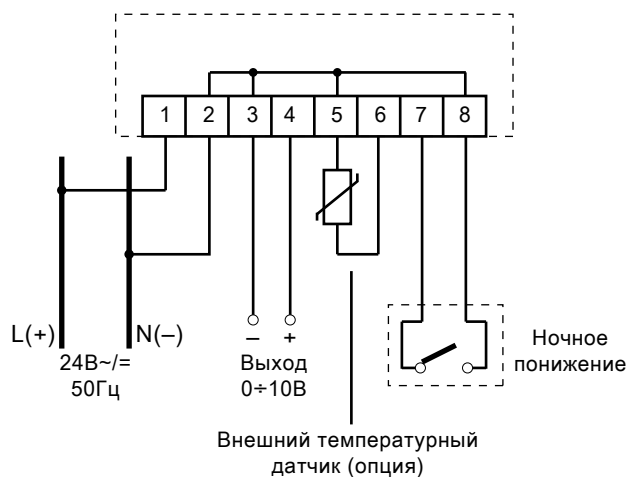 1 2 3 4 5 6 7 8
L(+) N(–)
24В~/=
50Гц
– +
Выход
0÷10В
Ночное
понижение
Внешний температурный
датчик (опция)